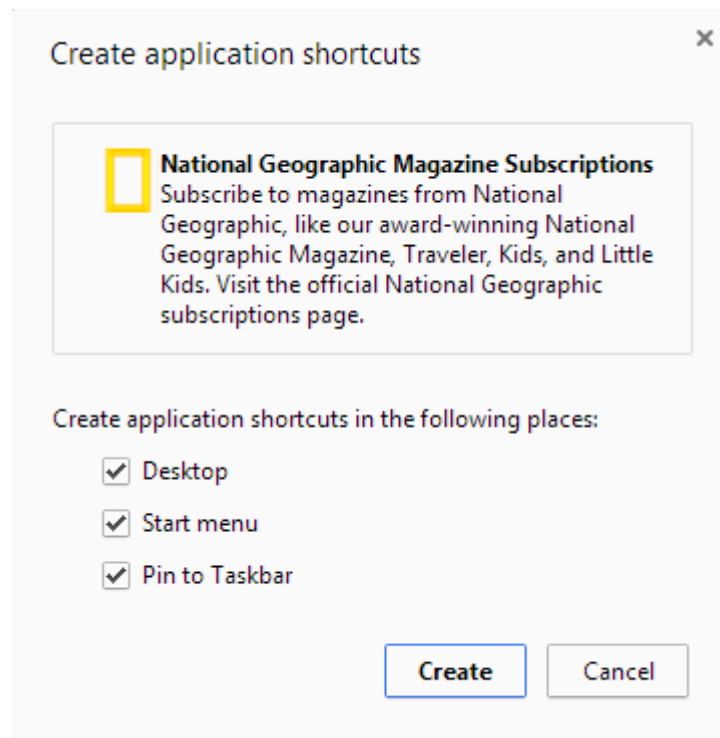 Create application shortcuts
National Geographic Magazine Subscriptions
Subscribe to magazines from National
Geographic, like our award-winning National
Geographic Magazine, Traveler, Kids, and Little
Kids. Visit the official National Geographic
subscriptions page.
Create application shortcuts in the following places:
Desktop
Start menu
Pin to Taskbar
Create Cancel